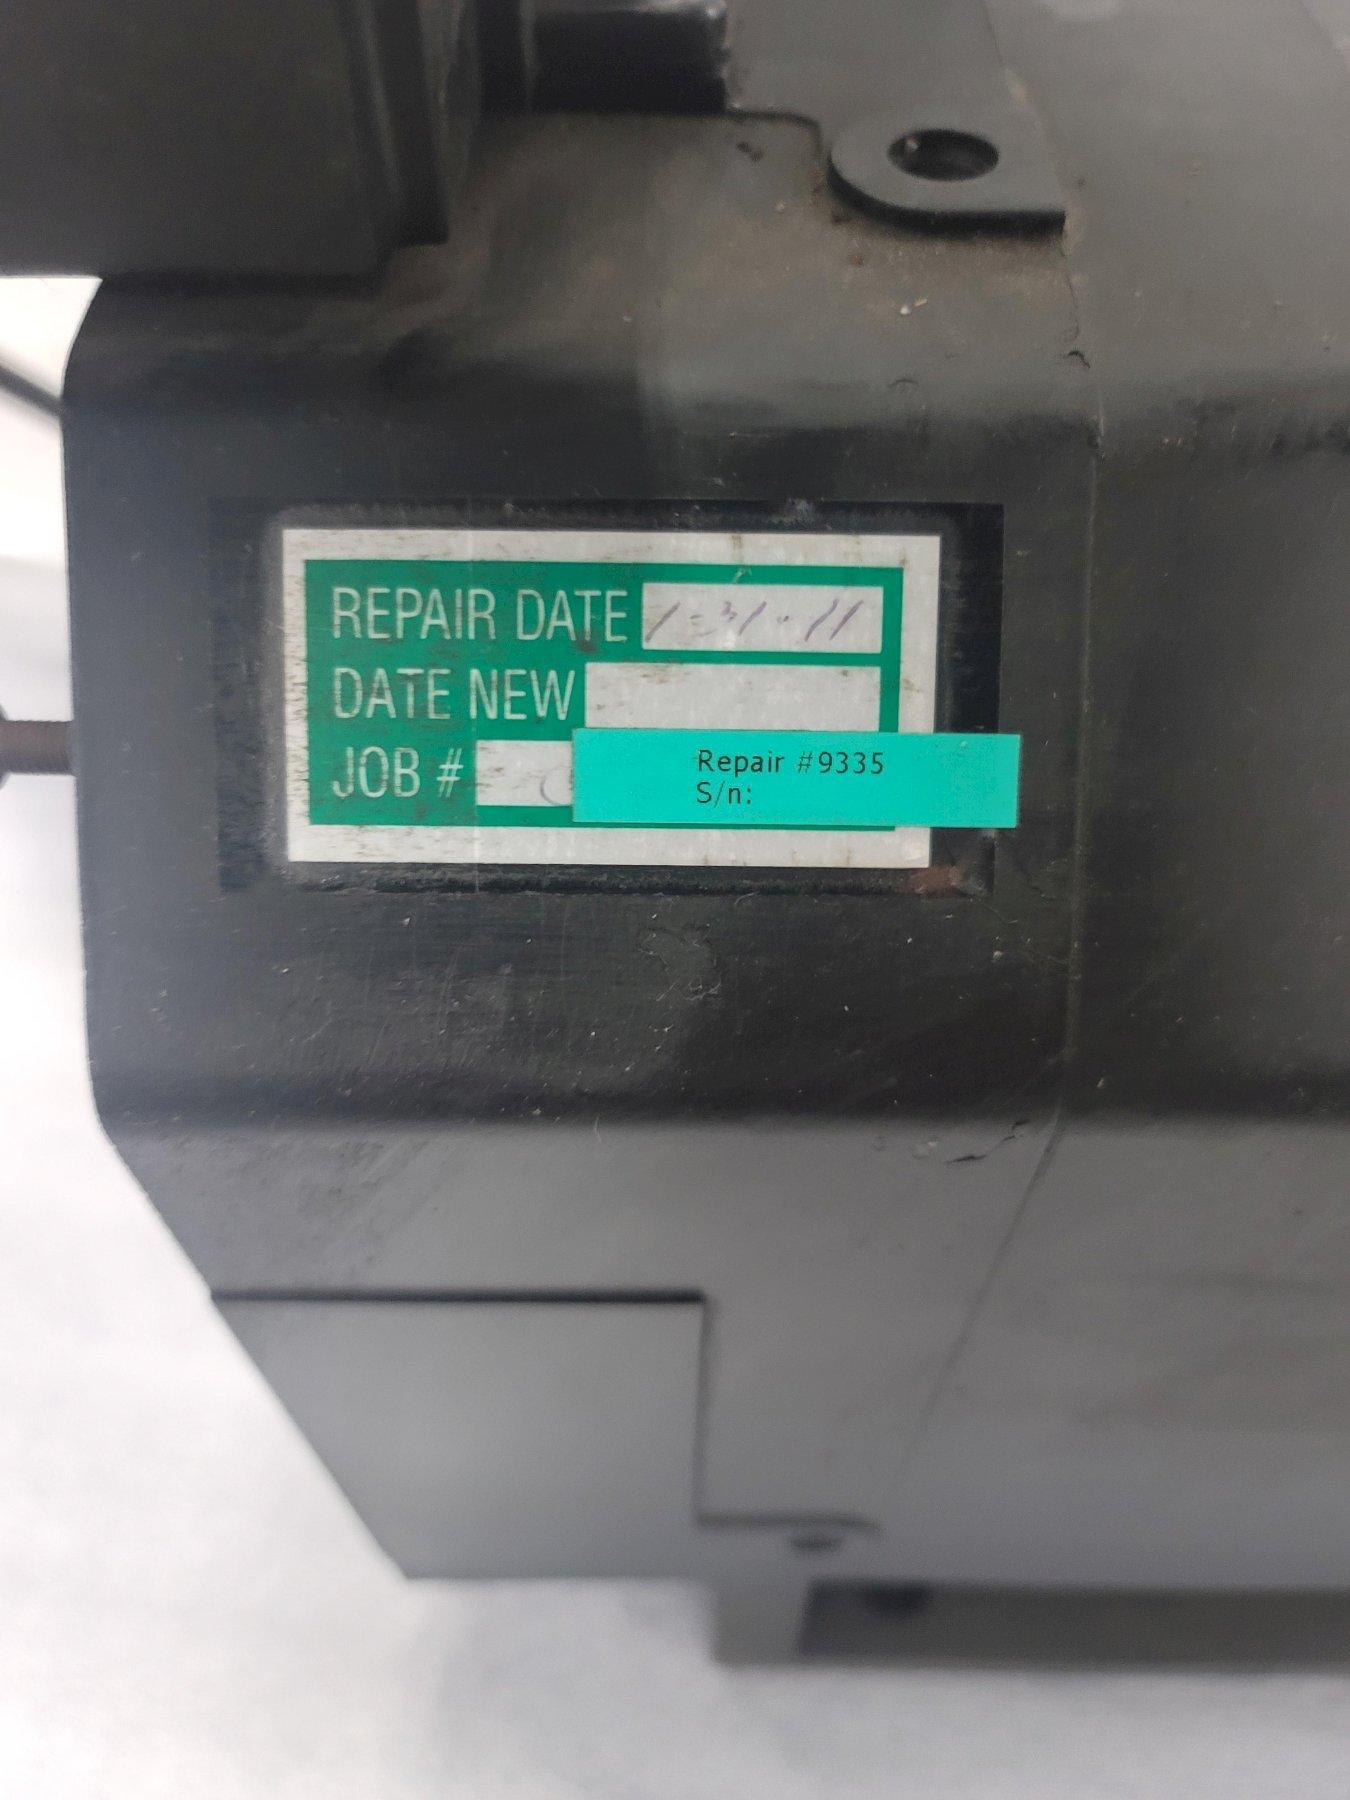 REPAIR DATE 1-31-11
DATE NEW
JOB #
Repair #9335
S/n: